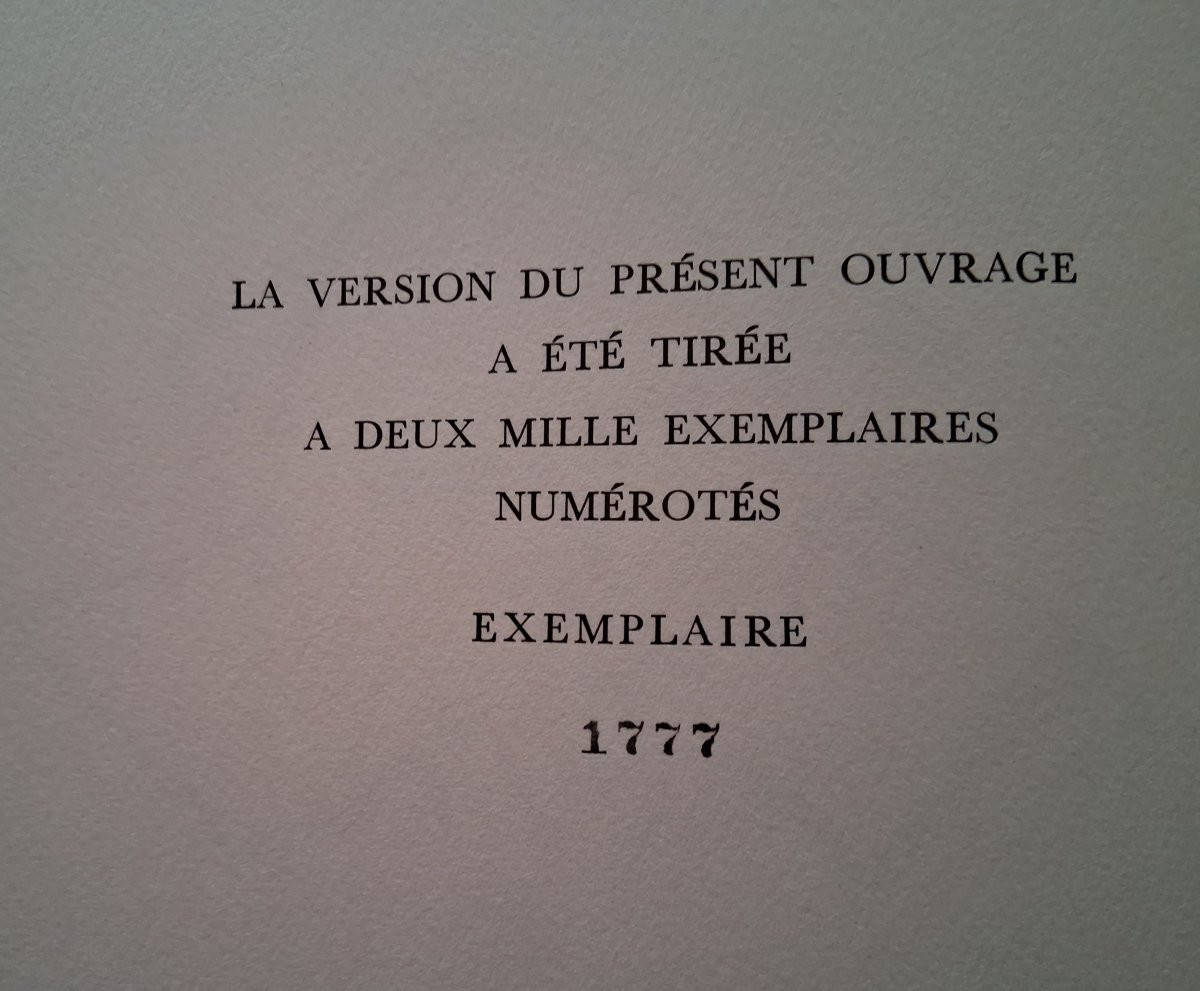 LA VERSION DU PRÉSENT OUVRAGE
A ÉTÉ TIRÉE
A DEUX MILLE EXEMPLAIRES
NUMÉROTÉS
EXEMPLAIRE
1777